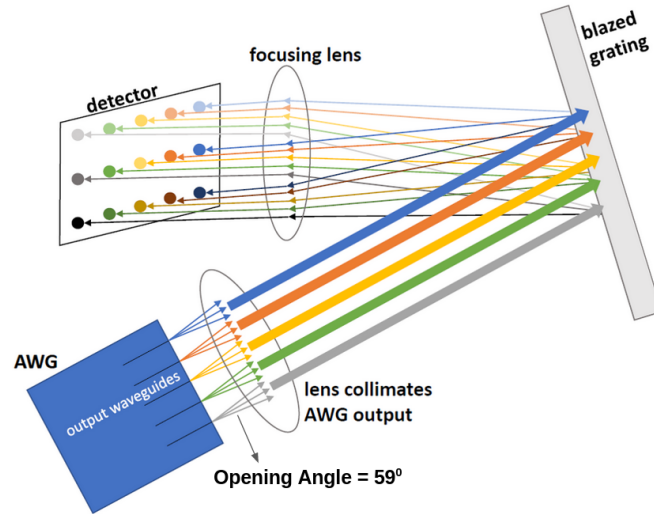 blazed
grating
focusing lens
detector
AWG
output waveguides
lens collimates
AWG output
Opening Angle = 59⁰